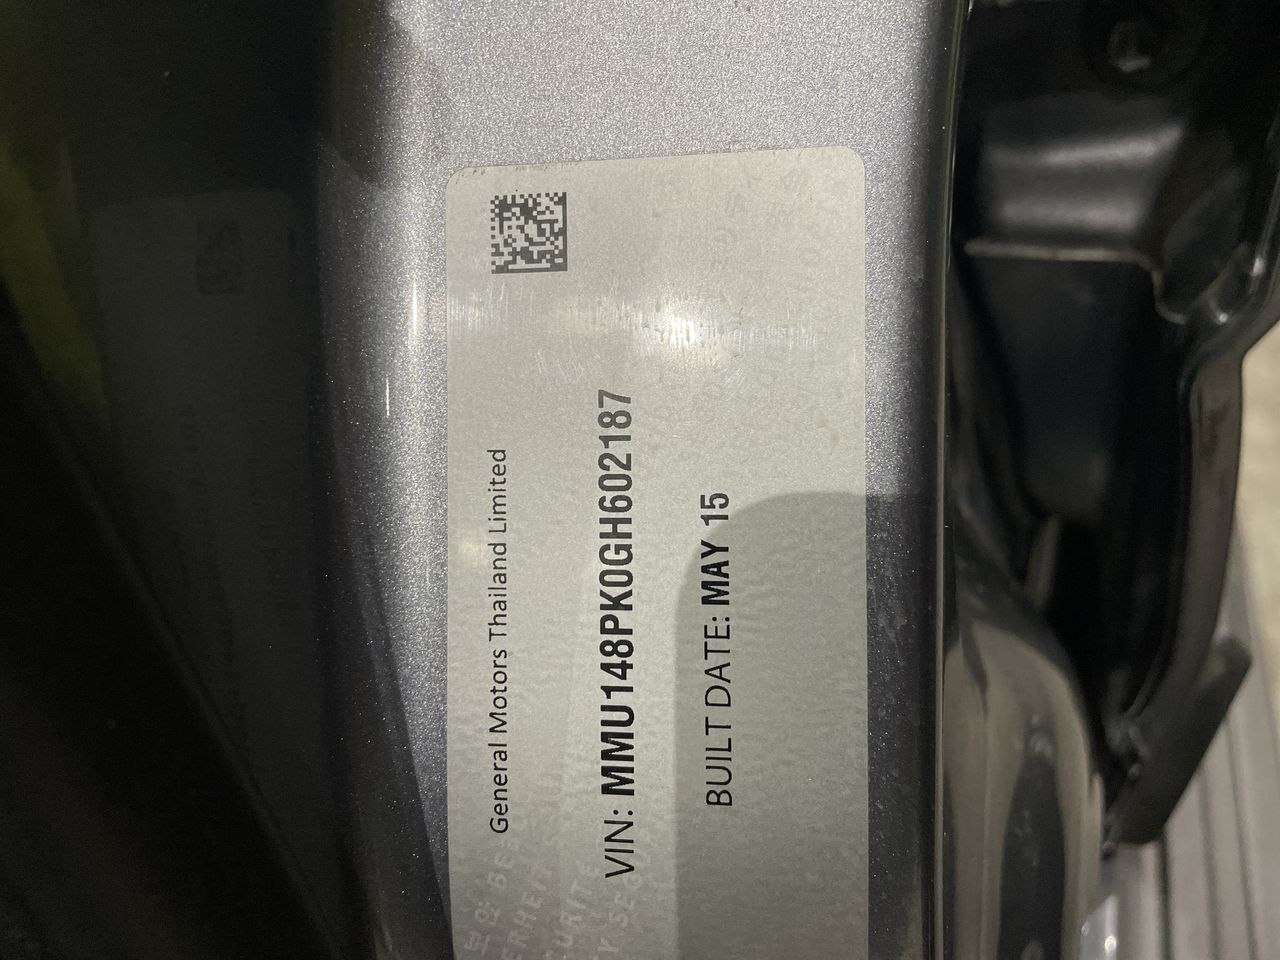 General Motors Thailand Limited
VIN: MMU148PK0GH602187
BUILT DATE: MAY 15